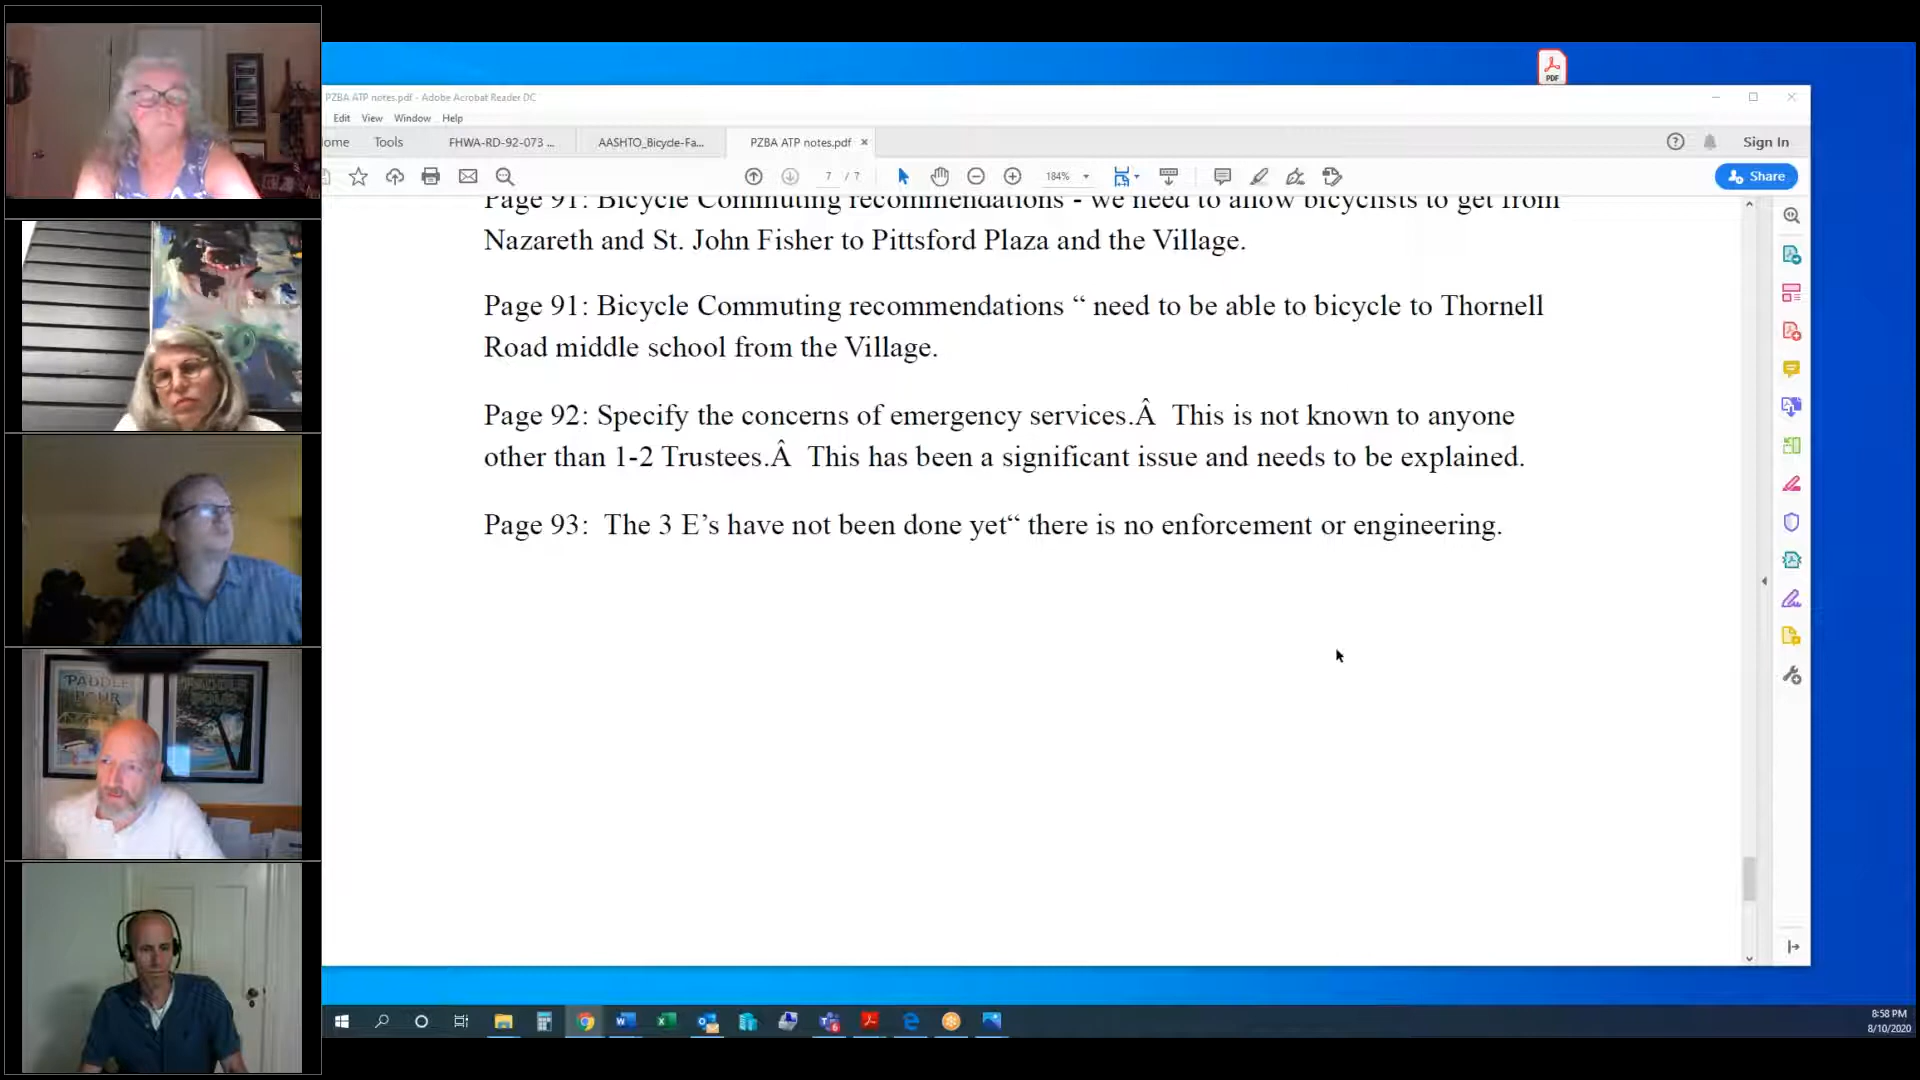 PZBA ATP notes.pdf - Adobe Acrobat Reader DC
Edit View Window Help
ome Tools FHWA-RD-92-073 ... AASHTO_Bicycle-Fa... PZBA ATP notes.pdf × Sign In
7 / 7 184% Share
Page 91: Bicycle Commuting recommendations - we need to allow bicyclists to get from
Nazareth and St. John Fisher to Pittsford Plaza and the Village.
Page 91: Bicycle Commuting recommendations “ need to be able to bicycle to Thornell
Road middle school from the Village.
Page 92: Specify the concerns of emergency services.Â  This is not known to anyone
other than 1-2 Trustees.Â  This has been a significant issue and needs to be explained.
Page 93:  The 3 E’s have not been done yet“ there is no enforcement or engineering.
PDF
PADDLE
FOUR
PADDLE
FOUR
8:58 PM
8/10/2020